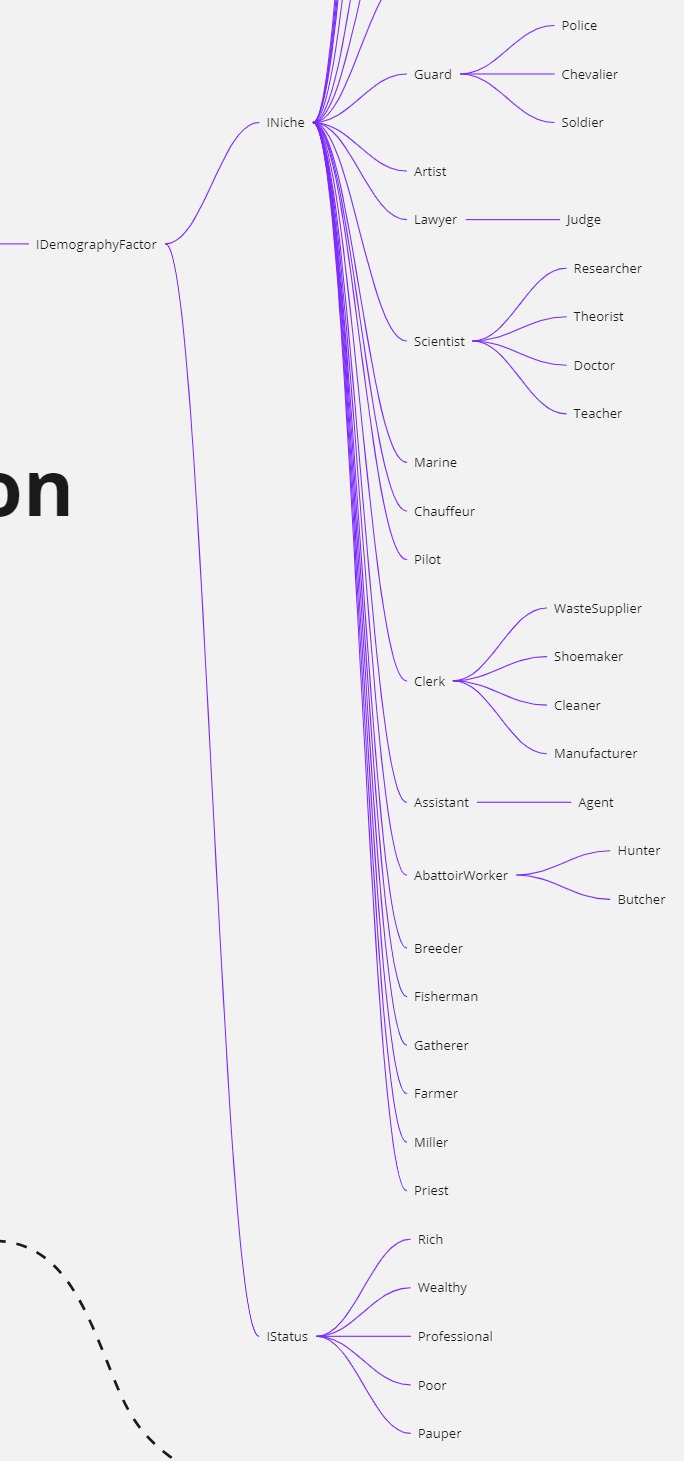 Police
Guard
Chevalier
INiche
Soldier
Artist
Lawyer
Judge
IDemographyFactor
Researcher
Theorist
Scientist
Doctor
Teacher
Marine
on
Chauffeur
Pilot
WasteSupplier
Shoemaker
Clerk
Cleaner
Manufacturer
Assistant
Agent
Hunter
AbattoirWorker
Butcher
Breeder
Fisherman
Gatherer
Farmer
Miller
Priest
Rich
Wealthy
IStatus
Professional
Poor
Pauper